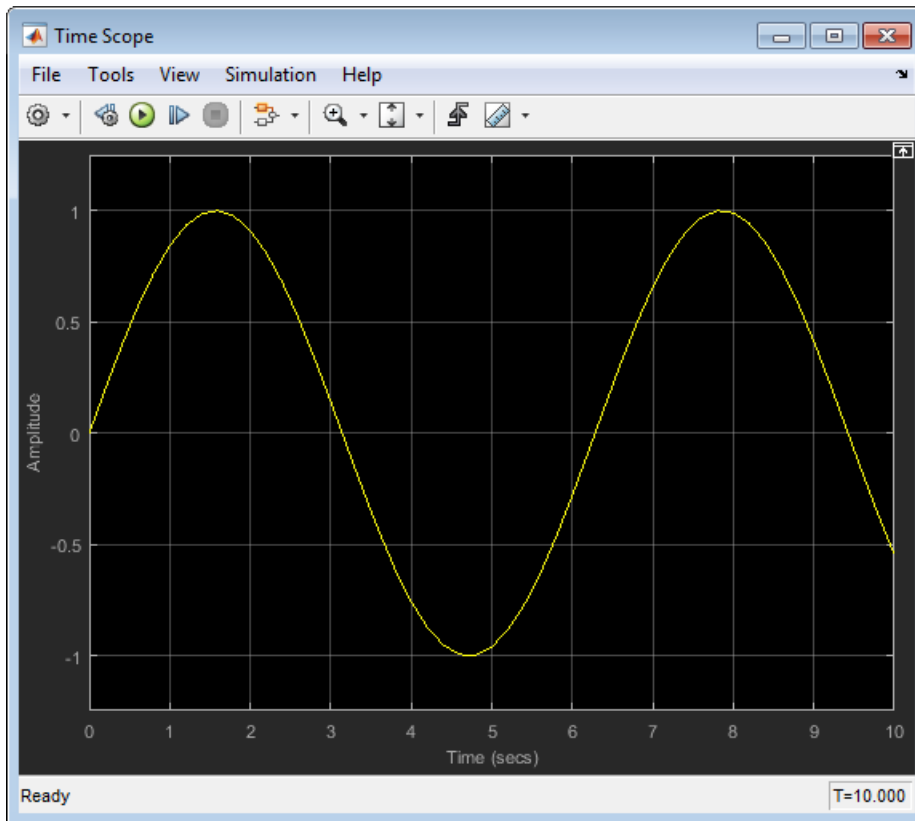 Time Scope
File Tools View Simulation Help
1
0.5
0
-0.5
-1
Amplitude
0 1 2 3 4 5 6 7 8 9 10
Time (secs)
Ready T=10.000